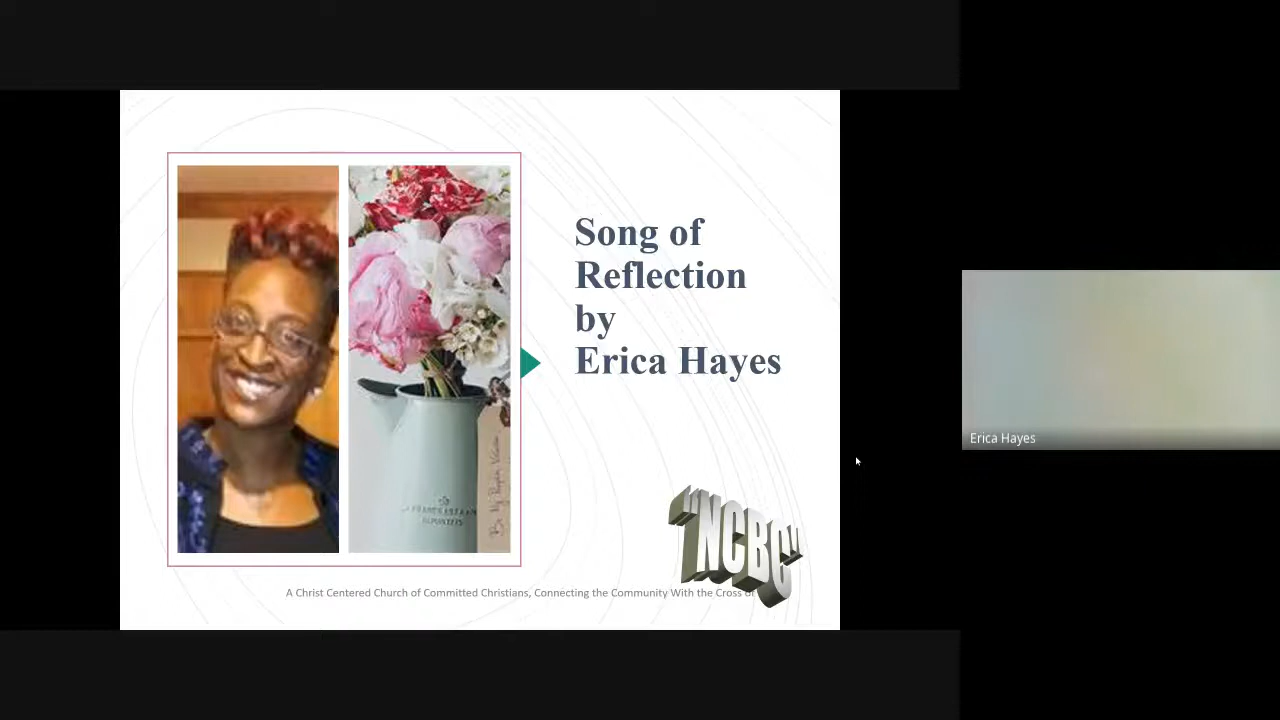 Song of
Reflection
by
Erica Hayes
"NCBC"
A Christ Centered Church of Committed Christians, Connecting the Community With the Cross of
Erica Hayes